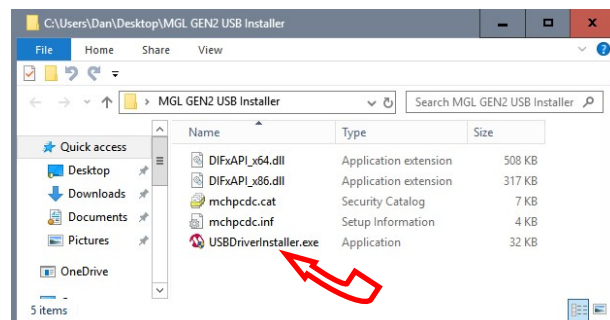 C:\Users\Dan\Desktop\MGL GEN2 USB Installer
File Home Share View
MGL GEN2 USB Installer Search MGL GEN2 USB Installer
Name Type Size
Quick access
Desktop
Downloads
Documents
Pictures
OneDrive
DIFxAPI_x64.dll Application extension 508 KB
DIFxAPI_x86.dll Application extension 317 KB
mchpcdc.cat Security Catalog 7 KB
mchpcdc.inf Setup Information 4 KB
USBDriverInstaller.exe Application 32 KB
5 items